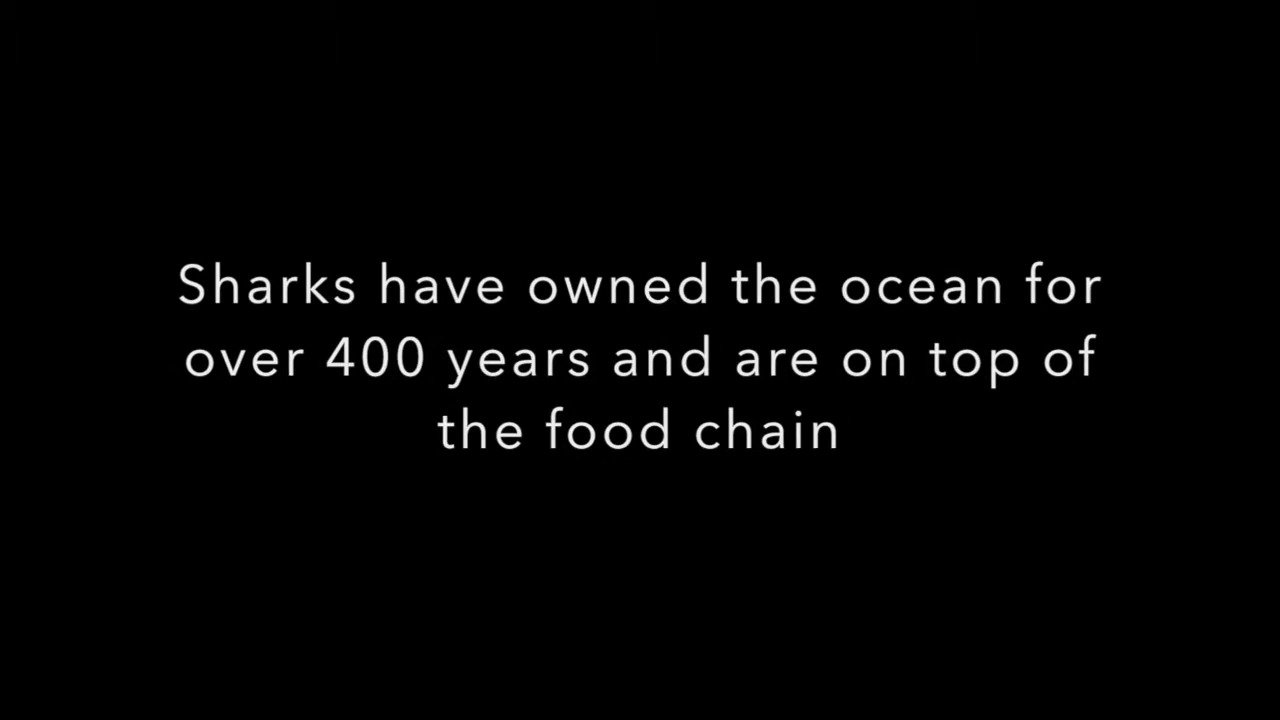 Sharks have owned the ocean for
over 400 years and are on top of
the food chain